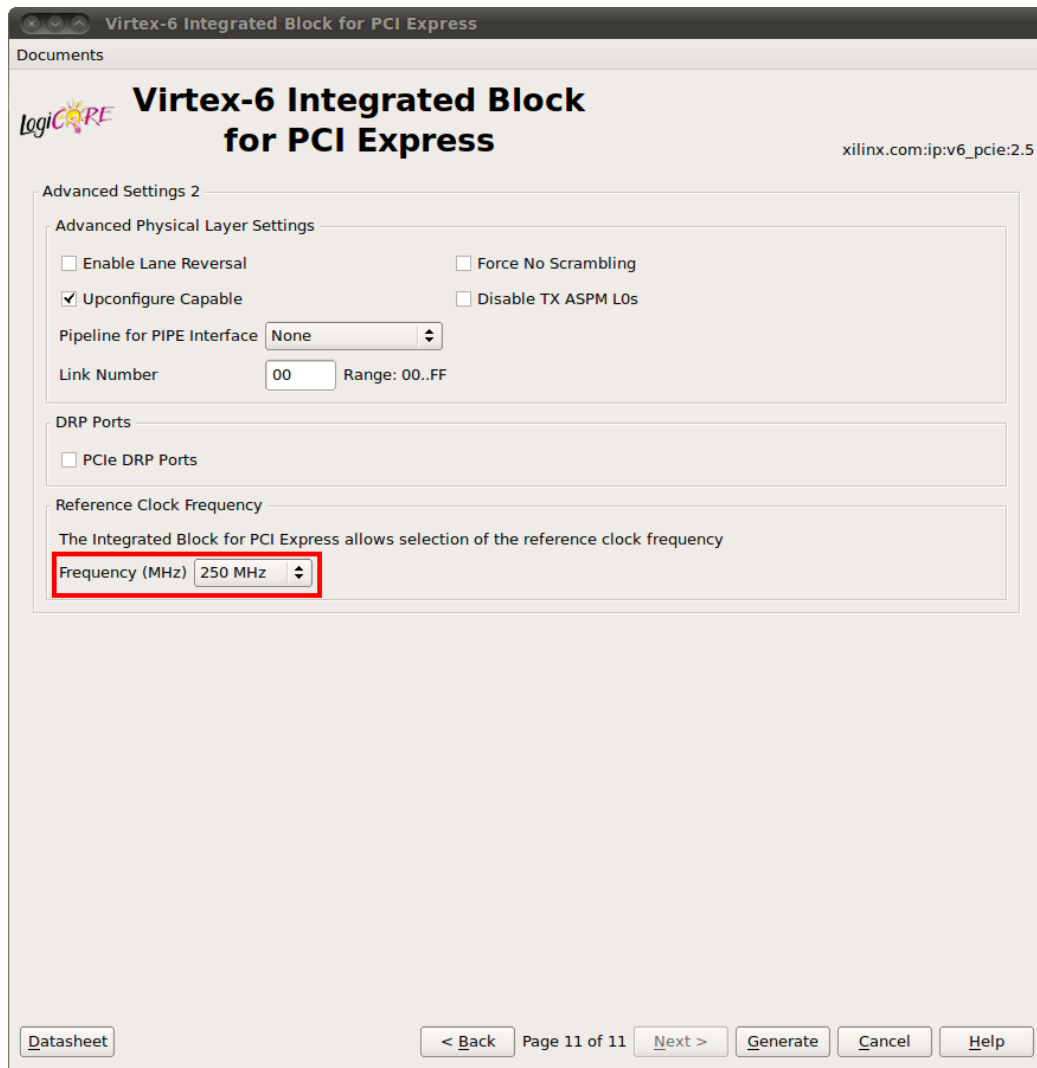 Virtex-6 Integrated Block for PCI Express
Documents
LogiCORE
Virtex-6 Integrated Block
for PCI Express
xilinx.com:ip:v6_pcie:2.5
Advanced Settings 2
Advanced Physical Layer Settings
Enable Lane Reversal Force No Scrambling
Upconfigure Capable Disable TX ASPM L0s
Pipeline for PIPE Interface None
Link Number 00 Range: 00..FF
DRP Ports
PCIe DRP Ports
Reference Clock Frequency
The Integrated Block for PCI Express allows selection of the reference clock frequency
Frequency (MHz) 250 MHz
Datasheet < Back Page 11 of 11 Next > Generate Cancel Help